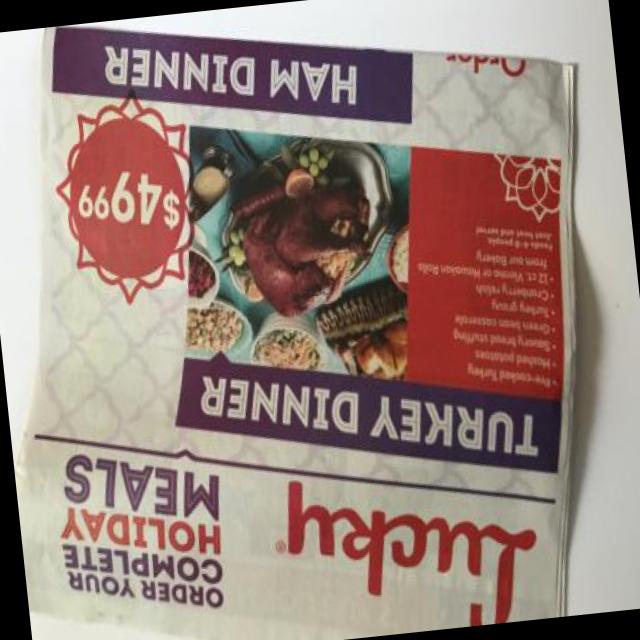 Lucky®
ORDER YOUR
COMPLETE
HOLIDAY
MEALS
TURKEY DINNER
• Pre-cooked Turkey
• Mashed potatoes
• Savory bread stuffing
• Green bean casserole
• Turkey gravy
• Cranberry relish
• 12 ct. Vienna or Hawaiian Rolls
from our Bakery
Feeds 6-8 people.
Just heat and serve!
$4999
HAM DINNER
Order